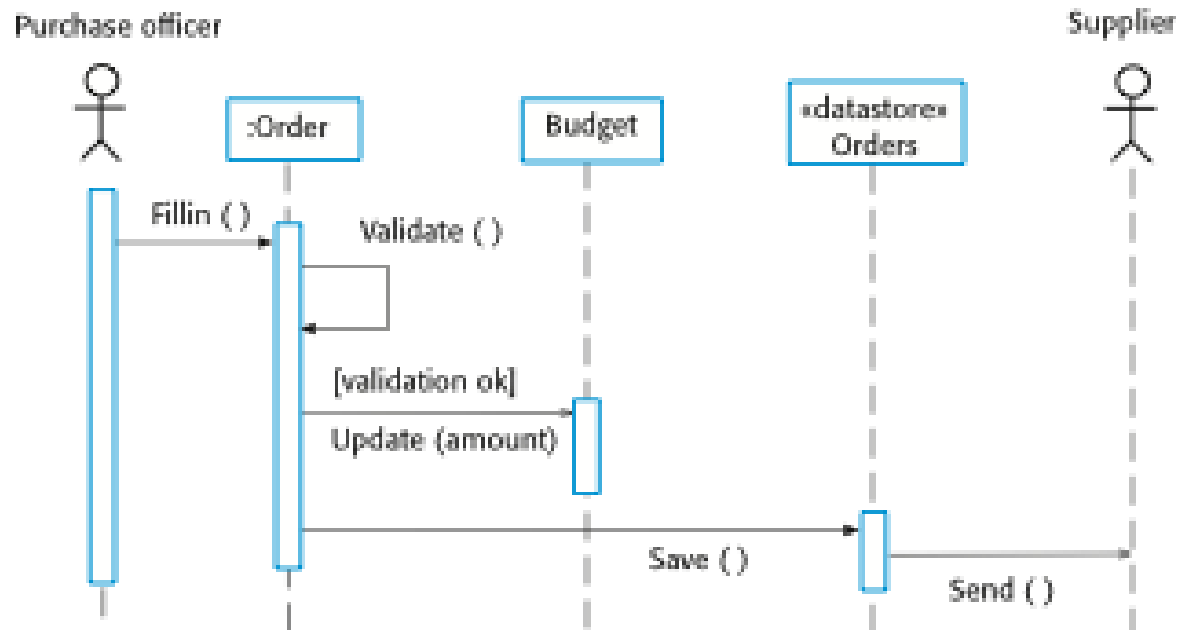 Purchase officer
Supplier
:Order
Budget
«datastore»
Orders
Fillin ( )
Validate ( )
[validation ok]
Update (amount)
Save ( )
Send ( )